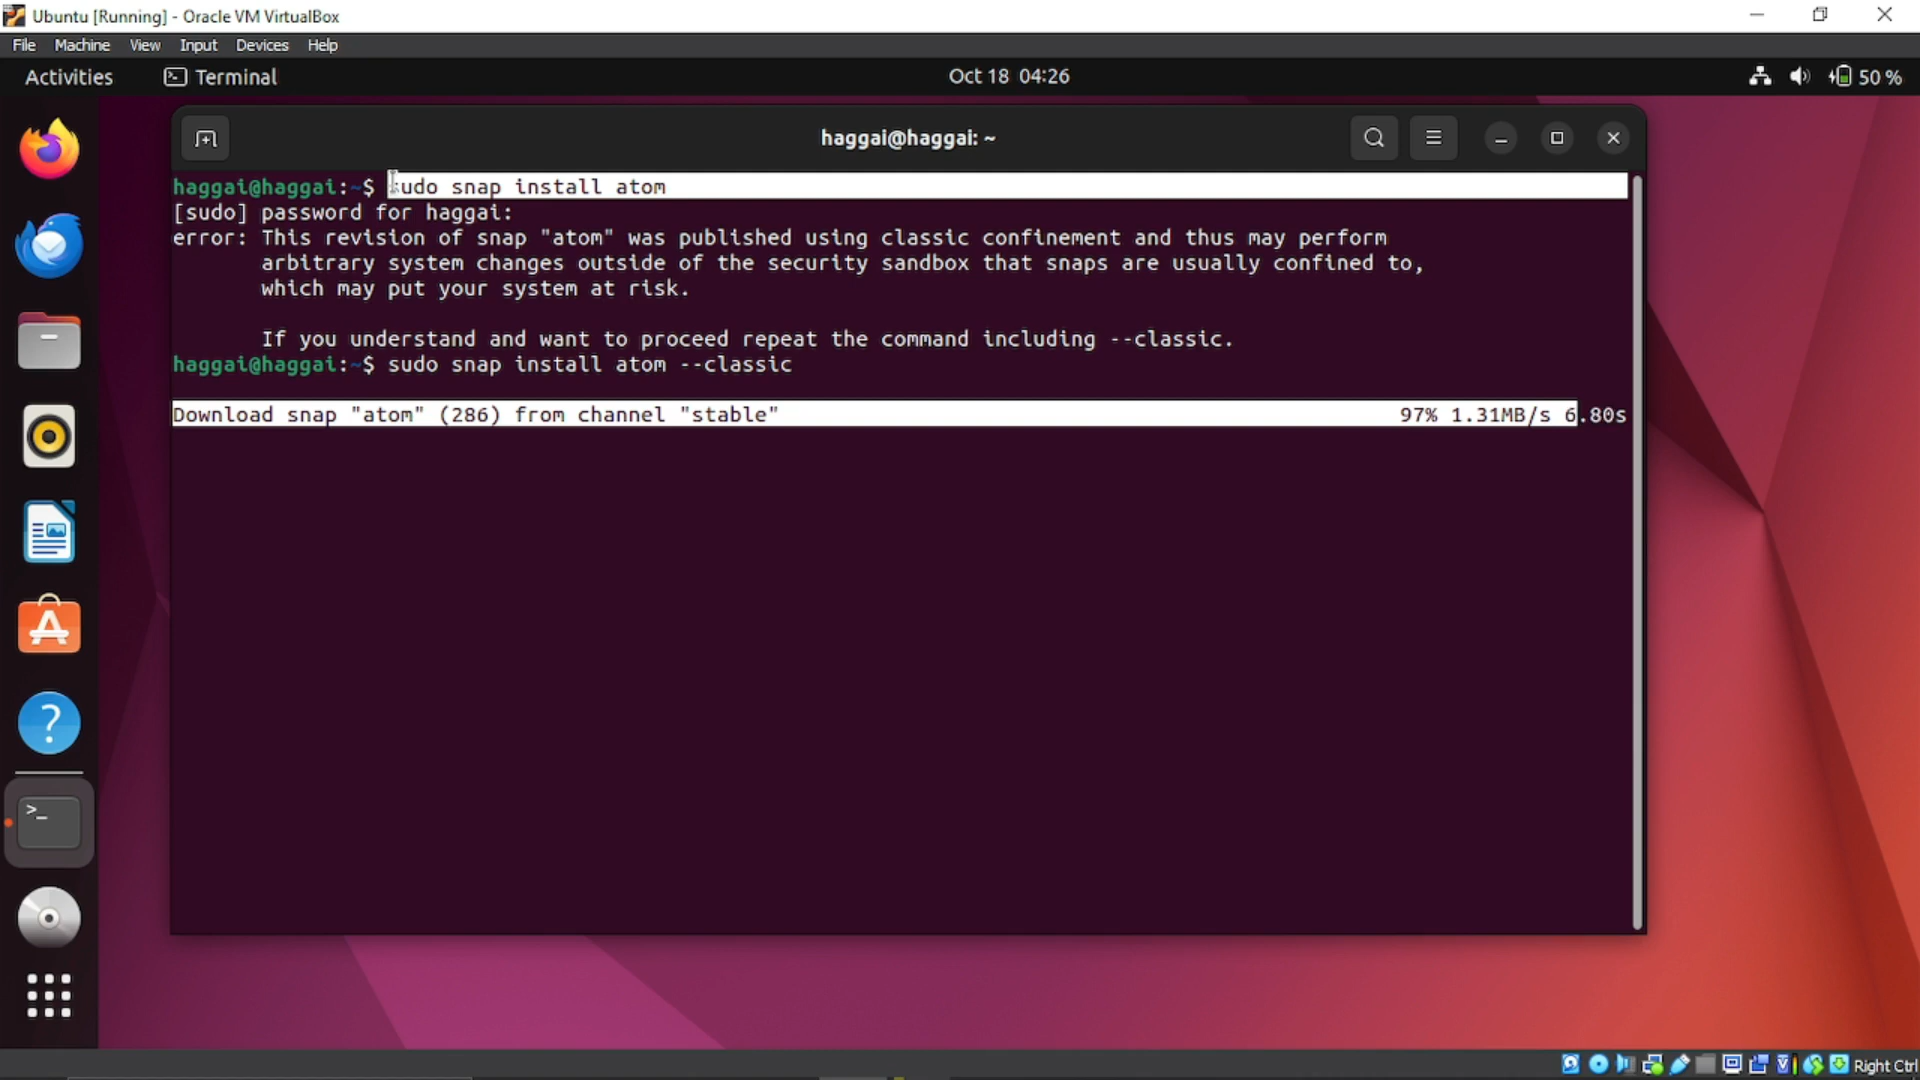 Ubuntu [Running] - Oracle VM VirtualBox
File Machine View Input Devices Help
Activities Terminal Oct 18 04:26 50 %
haggai@haggai: ~
haggai@haggai:~$ sudo snap install atom
[sudo] password for haggai:
error: This revision of snap "atom" was published using classic confinement and thus may perform
arbitrary system changes outside of the security sandbox that snaps are usually confined to,
which may put your system at risk.
If you understand and want to proceed repeat the command including --classic.
haggai@haggai:~$ sudo snap install atom --classic
Download snap "atom" (286) from channel "stable" 97% 1.31MB/s 6.80s
Right Ctrl